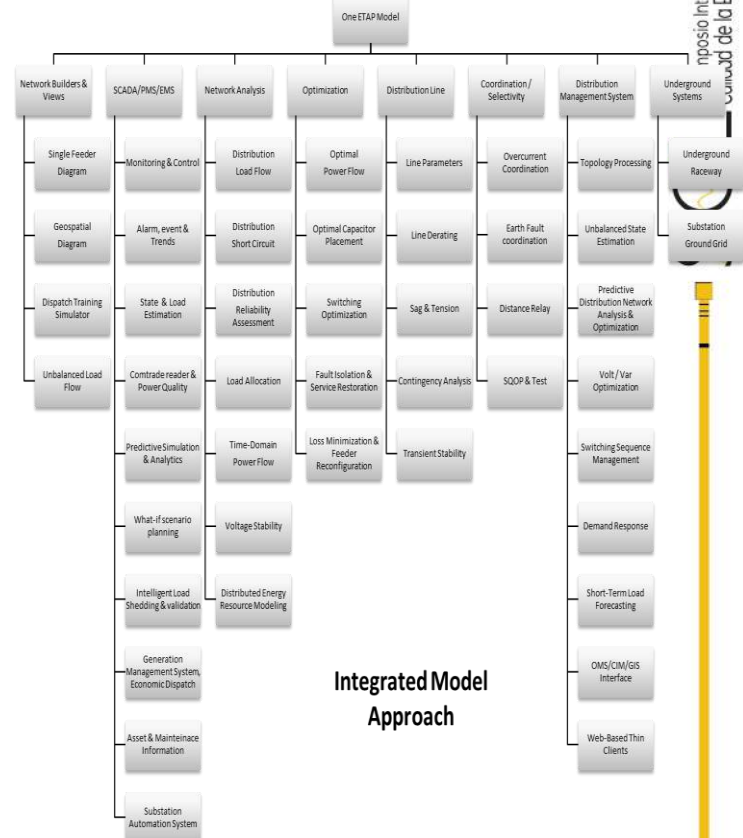 One ETAP Model
Network Builders &
Views
Single Feeder
Diagram
Geospatial
Diagram
Dispatch Training
Simulator
Unbalanced Load
Flow
SCADA/PMS/EMS
Monitoring & Control
Alarm, event &
Trends
State & Load
Estimation
Comtrade reader &
Power Quality
Predictive Simulation
& Analytics
What-if scenario
planning
Intelligent Load
Shedding & validation
Generation
Management System,
Economic Dispatch
Asset & Mainteinace
Information
Substation
Automation System
Network Analysis
Distribution
Load Flow
Distribution
Short Circuit
Distribution
Reliability
Assessment
Load Allocation
Time-Domain
Power Flow
Voltage Stability
Distributed Energy
Resource Modeling
Optimization
Optimal
Power Flow
Optimal Capacitor
Placement
Switching
Optimization
Fault Isolation &
Service Restoration
Loss Minimization &
Feeder
Reconfiguration
Distribution Line
Line Parameters
Line Derating
Sag & Tension
Contingency Analysis
Transient Stability
Coordination /
Selectivity
Overcurrent
Coordination
Earth Fault
coordination
Distance Relay
SQOP & Test
Distribution
Management System
Topology Processing
Unbalanced State
Estimation
Predictive
Distribution Network
Analysis &
Optimization
Volt / Var
Optimization
Switching Sequence
Management
Demand Response
Short-Term Load
Forecasting
OMS/CIM/GIS
Interface
Web-Based Thin
Clients
Underground
Systems
Underground
Raceway
Substation
Ground Grid
Integrated Model
Approach
de la